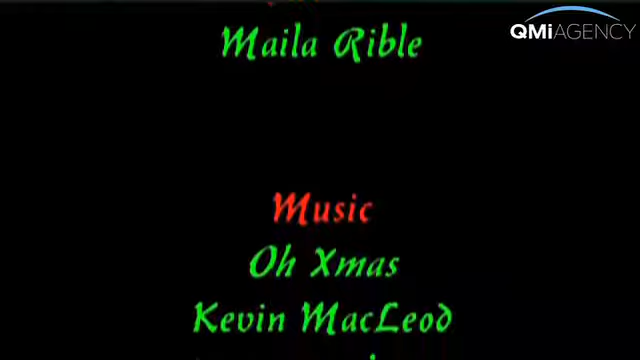 QMiAGENCY
Maila Rible
Music
Oh Xmas
Kevin MacLeod